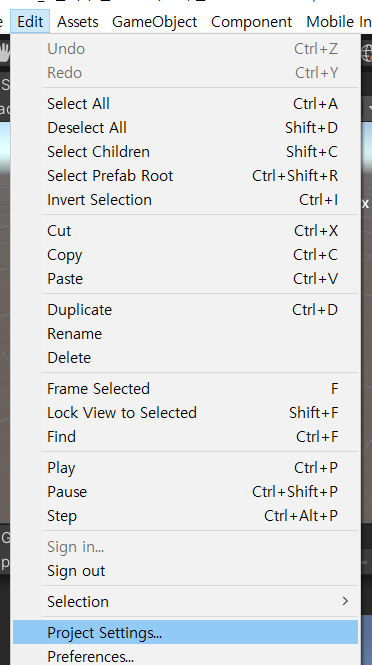 Edit Assets GameObject Component Mobile In
Undo Ctrl+Z
Redo Ctrl+Y
Select All Ctrl+A
Deselect All Shift+D
Select Children Shift+C
Select Prefab Root Ctrl+Shift+R
Invert Selection Ctrl+I
Cut Ctrl+X
Copy Ctrl+C
Paste Ctrl+V
Duplicate Ctrl+D
Rename
Delete
Frame Selected F
Lock View to Selected Shift+F
Find Ctrl+F
Play Ctrl+P
Pause Ctrl+Shift+P
Step Ctrl+Alt+P
Sign in...
Sign out
Selection
Project Settings...
Preferences...